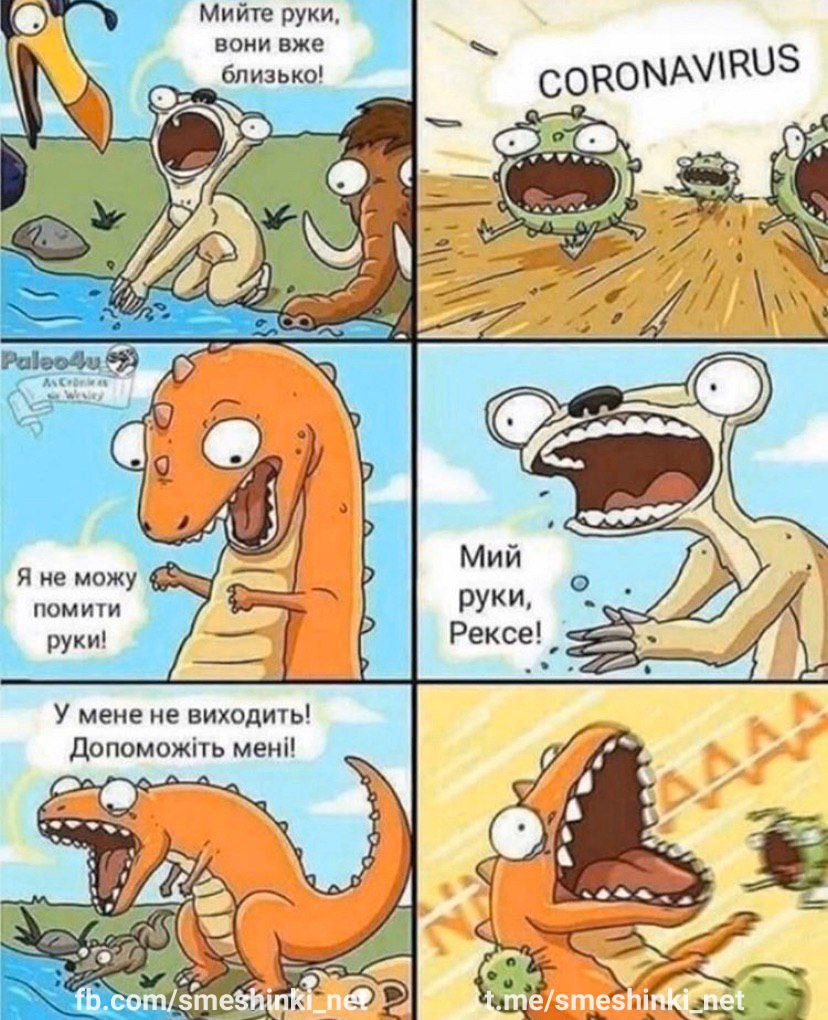 Мийте руки,
вони вже
близько!
CORONAVIRUS
Paleo4u
Я не можу
помити
руки!
Мий
руки,
Рексе!
У мене не виходить!
Допоможіть мені!
AAAA
fb.com/smeshinki_net
t.me/smeshinki_net